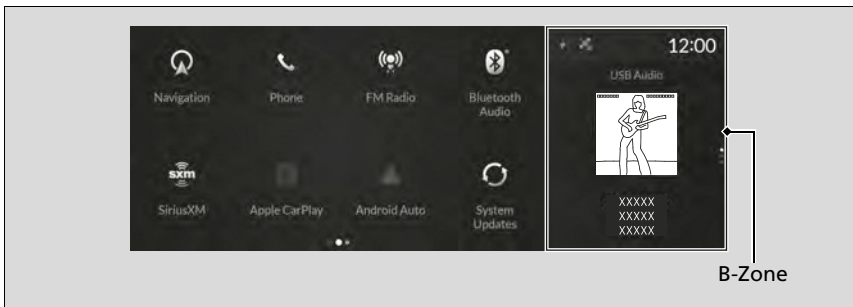 12:00
USB Audio
Navigation
Phone
FM Radio
Bluetooth
Audio
sxm
SiriusXM
Apple CarPlay
Android Auto
System
Updates
XXXXX
XXXXX
XXXXX
B-Zone